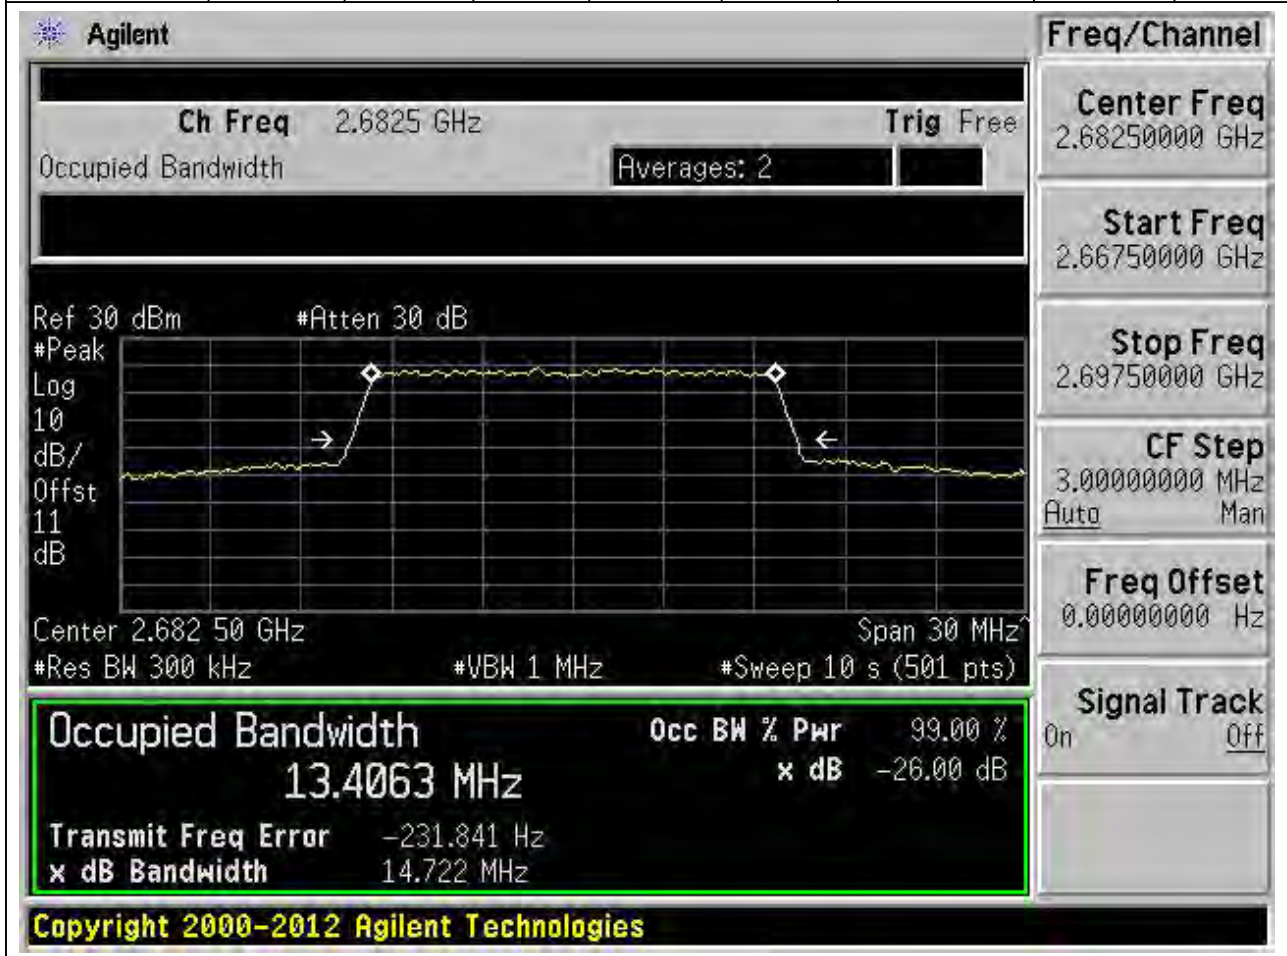 Agilent
Freq/Channel
Ch Freq 2.6825 GHz Trig Free
Occupied Bandwidth Averages: 2
Center Freq
2.68250000 GHz
Start Freq
2.66750000 GHz
Stop Freq
2.69750000 GHz
CF Step
3.00000000 MHz
Auto Man
Freq Offset
0.00000000 Hz
Signal Track
On Off
Ref 30 dBm #Atten 30 dB
#Peak
Log
10
dB/
Offst
11
dB
Center 2.682 50 GHz Span 30 MHz^
#Res BW 300 kHz #VBW 1 MHz #Sweep 10 s (501 pts)
Occupied Bandwidth Occ BW % Pwr 99.00 %
13.4063 MHz x dB -26.00 dB
Transmit Freq Error -231.841 Hz
x dB Bandwidth 14.722 MHz
Copyright 2000-2012 Agilent Technologies